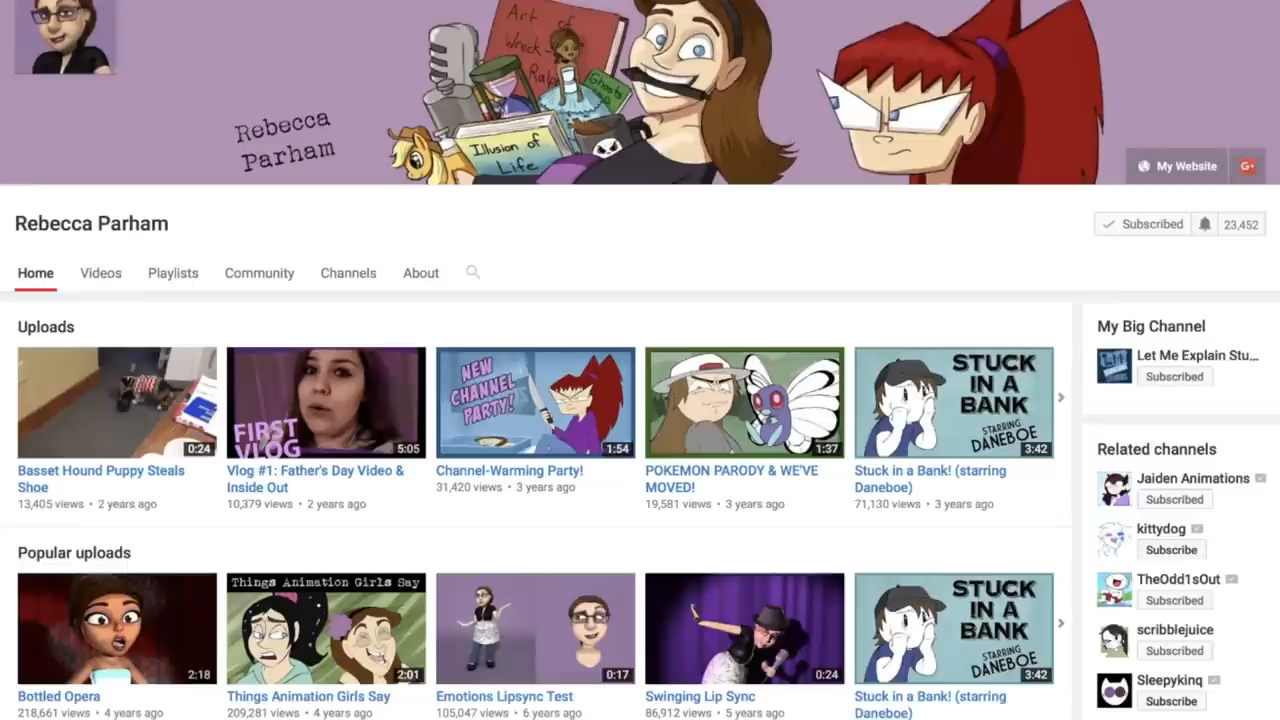 Art of
Wreck-
Ralph
Ghosts
Illusion of
Life
Rebecca
Parham
My Website
G+
Rebecca Parham
Subscribed
23,452
Home Videos Playlists Community Channels About
Uploads
NEW
CHANNEL
PARTY!
FIRST
VLOG
STUCK
IN A
BANK
STARRING
DANEBOE
0:24 5:05 1:54 1:37 3:42
Basset Hound Puppy Steals
Shoe
13,405 views • 2 years ago
Vlog #1: Father's Day Video &
Inside Out
10,379 views • 2 years ago
Channel-Warming Party!
31,420 views • 3 years ago
POKEMON PARODY & WE'VE
MOVED!
19,581 views • 3 years ago
Stuck in a Bank! (starring
Daneboe)
71,130 views • 3 years ago
Popular uploads
Things Animation Girls Say
STUCK
IN A
BANK
STARRING
DANEBOE
2:18 2:01 0:17 0:24 3:42
Bottled Opera
218,661 views • 4 years ago
Things Animation Girls Say
209,281 views • 4 years ago
Emotions Lipsync Test
105,047 views • 6 years ago
Swinging Lip Sync
86,912 views • 5 years ago
Stuck in a Bank! (starring
Daneboe)
My Big Channel
Let Me Explain Stu...
Subscribed
Related channels
Jaiden Animations
Subscribed
kittydog
Subscribe
TheOdd1sOut
Subscribed
scribblejuice
Subscribed
Sleepykinq
Subscribe